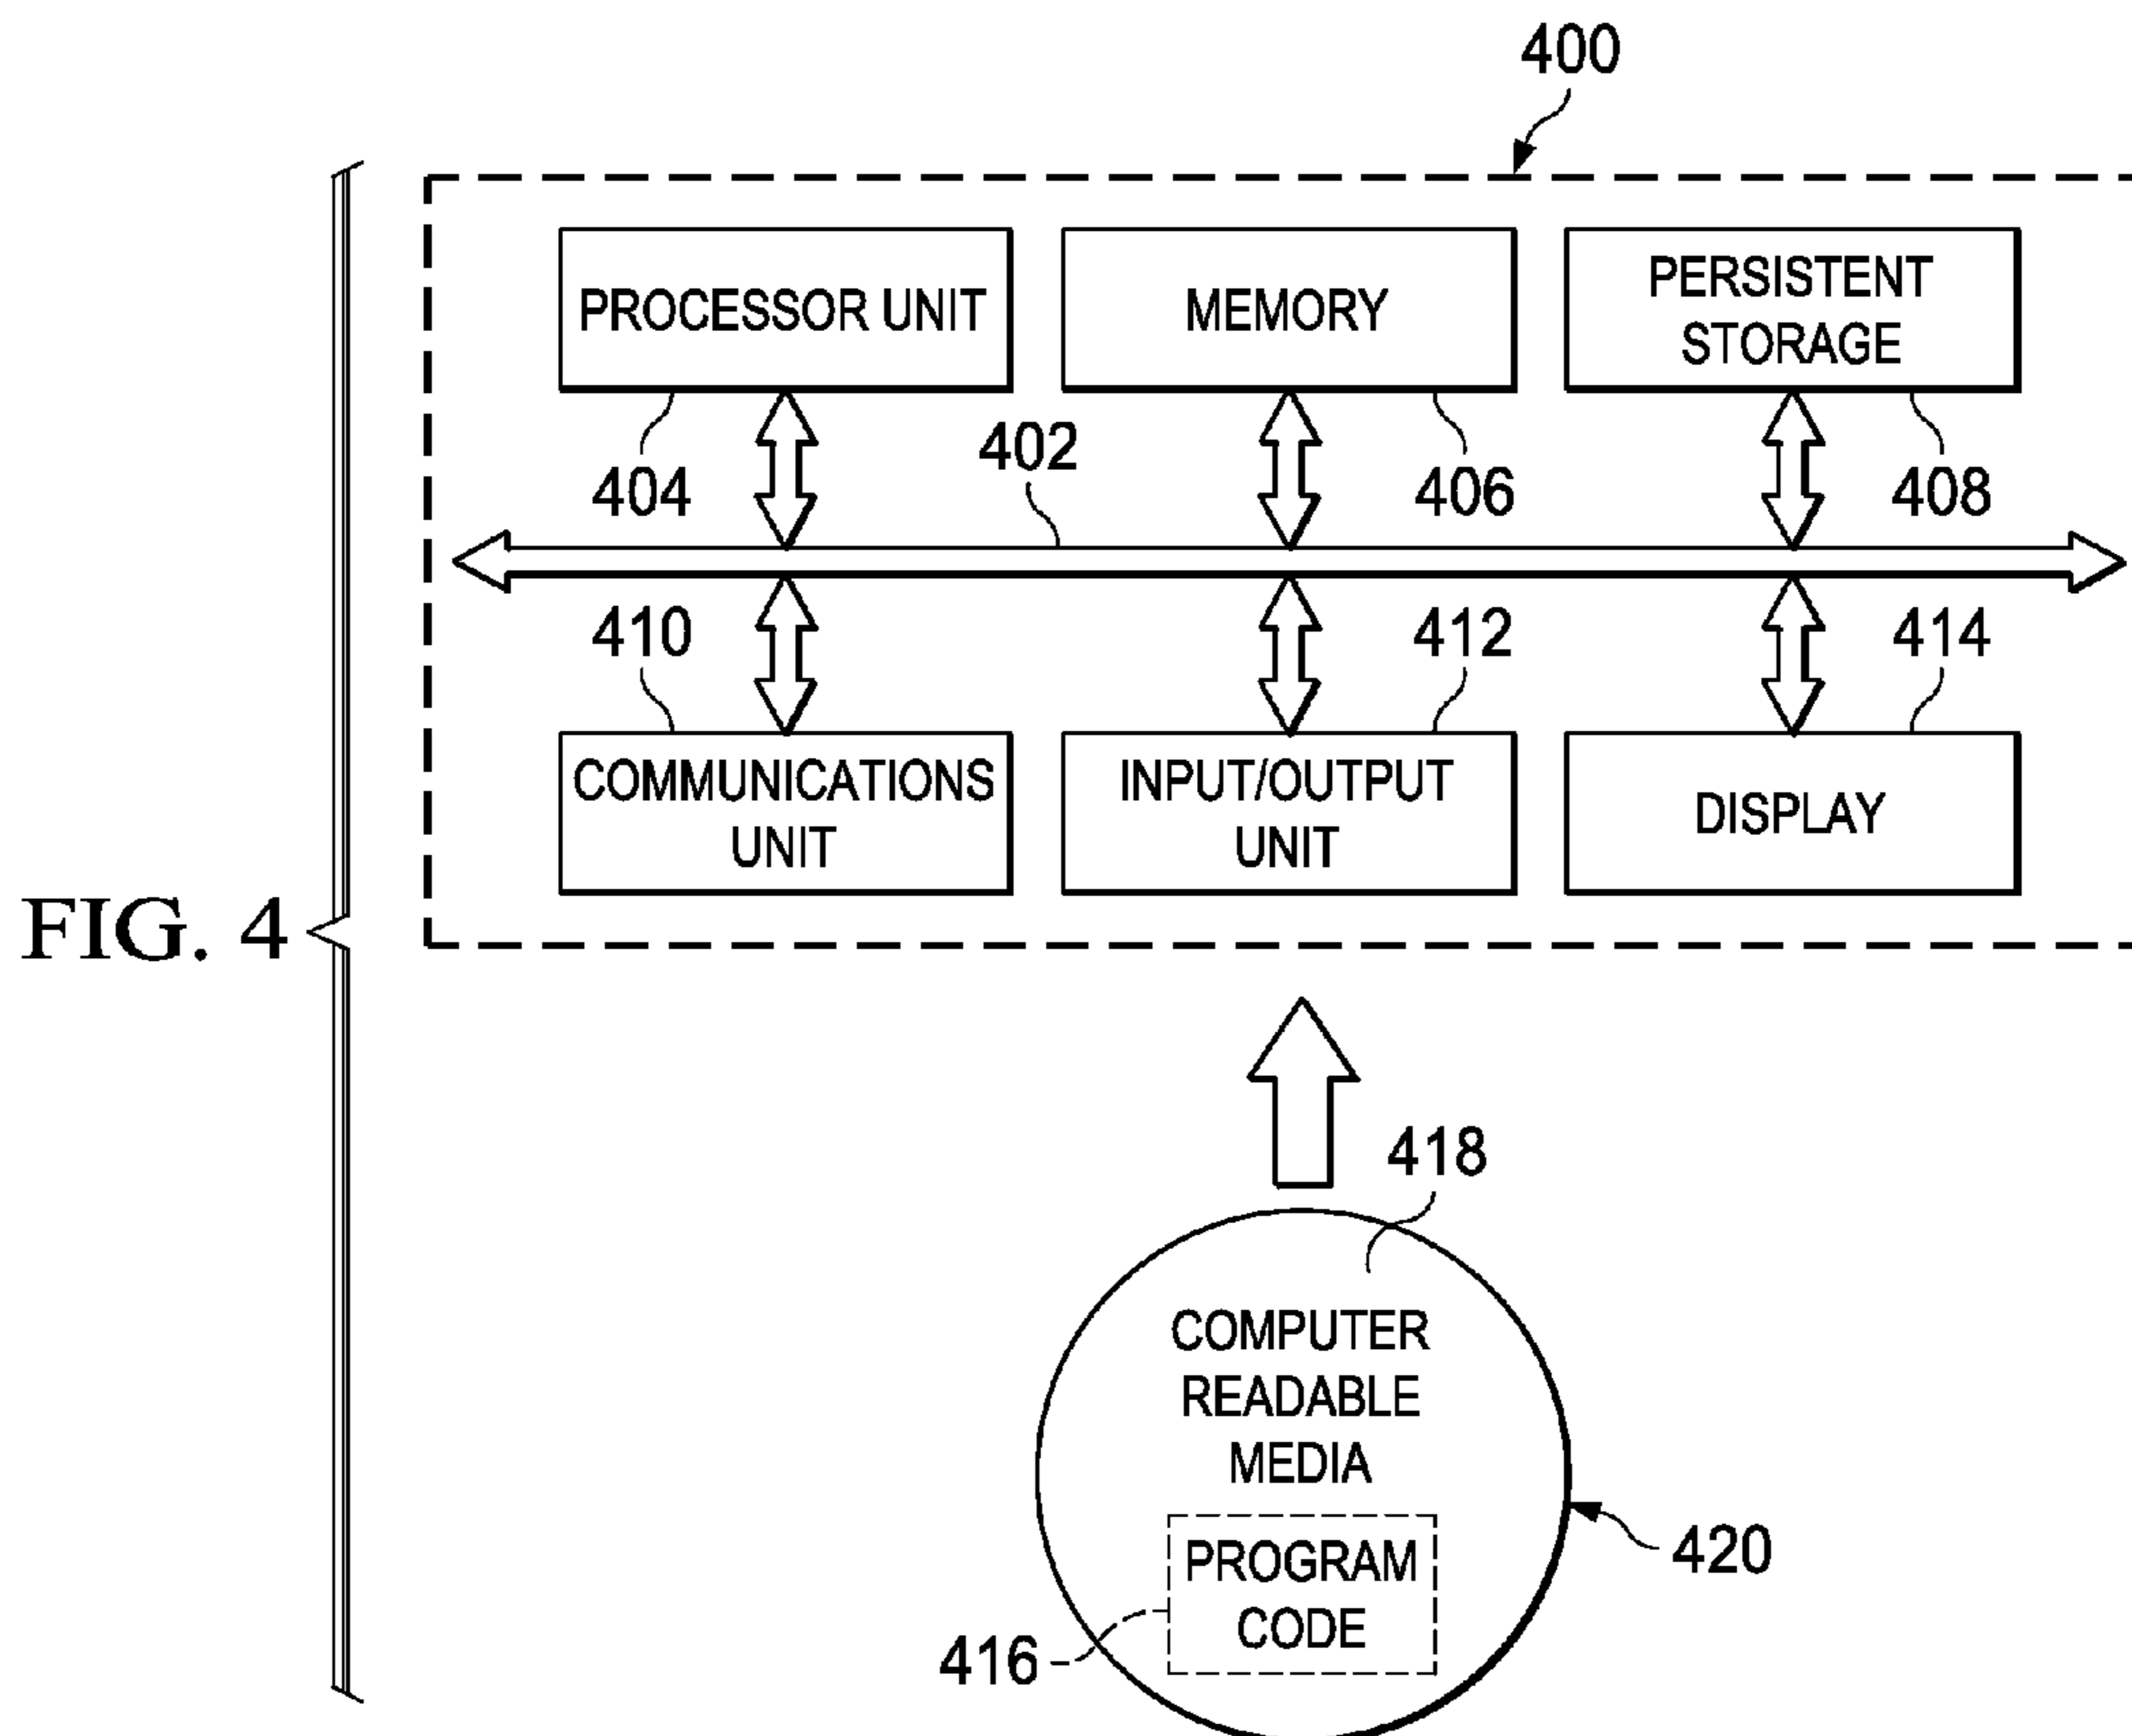 400
PROCESSOR UNIT
MEMORY
PERSISTENT
STORAGE
402
404
406
408
410
412
414
COMMUNICATIONS
UNIT
INPUT/OUTPUT
UNIT
DISPLAY
FIG. 4
418
COMPUTER
READABLE
MEDIA
PROGRAM
CODE
420
416